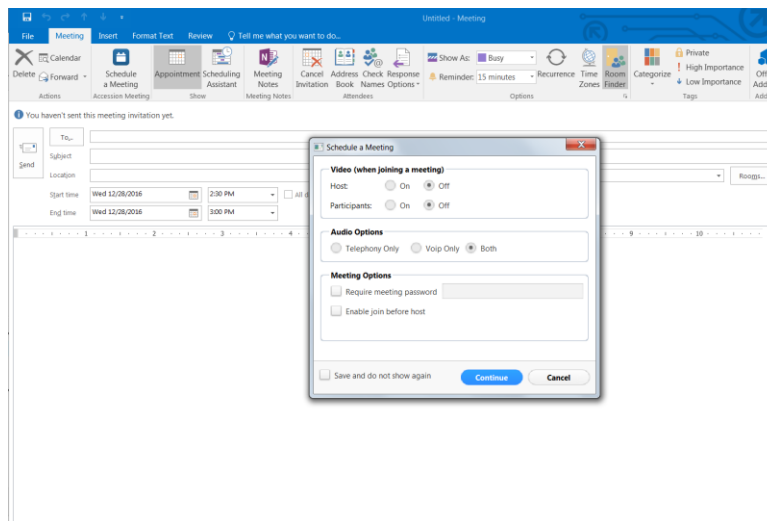 Untitled - Meeting
File Meeting Insert Format Text Review Tell me what you want to do...
Delete
Calendar
Forward
Actions
Schedule a Meeting
Accession Meeting
Appointment
Scheduling Assistant
Show
Meeting Notes
Meeting Notes
Cancel Invitation
Address Book
Check Names
Response Options
Attendees
Show As: Busy
Reminder: 15 minutes
Recurrence
Time Zones
Room Finder
Options
Categorize
Private
High Importance
Low Importance
Tags
You haven't sent this meeting invitation yet.
Send
To...
Subject
Location
Rooms...
Start time Wed 12/28/2016 2:30 PM
End time Wed 12/28/2016 3:00 PM
1 2 3 4 9 10
Schedule a Meeting
Video (when joining a meeting)
Host: On Off
Participants: On Off
Audio Options
Telephony Only Voip Only Both
Meeting Options
Require meeting password
Enable join before host
Save and do not show again Continue Cancel